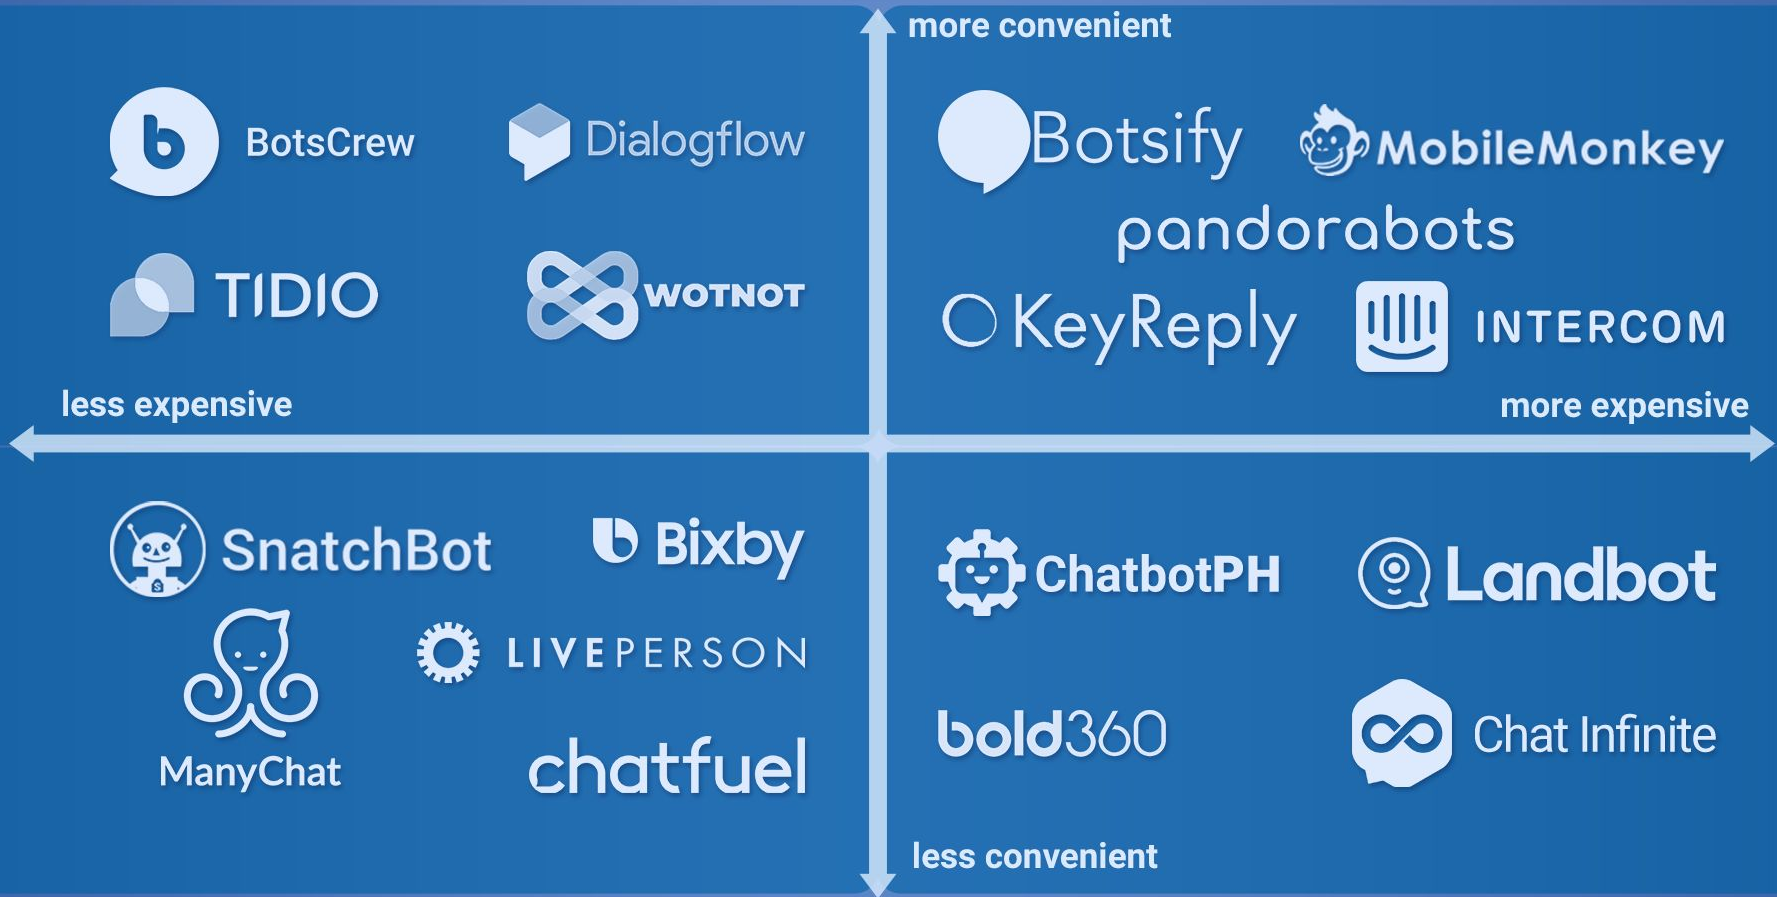 more convenient
BotsCrew
Dialogflow
Botsify
MobileMonkey
pandorabots
TIDIO
WOTNOT
KeyReply
INTERCOM
less expensive
more expensive
SnatchBot
Bixby
ChatbotPH
Landbot
LIVEPERSON
ManyChat
chatfuel
bold360
Chat Infinite
less convenient